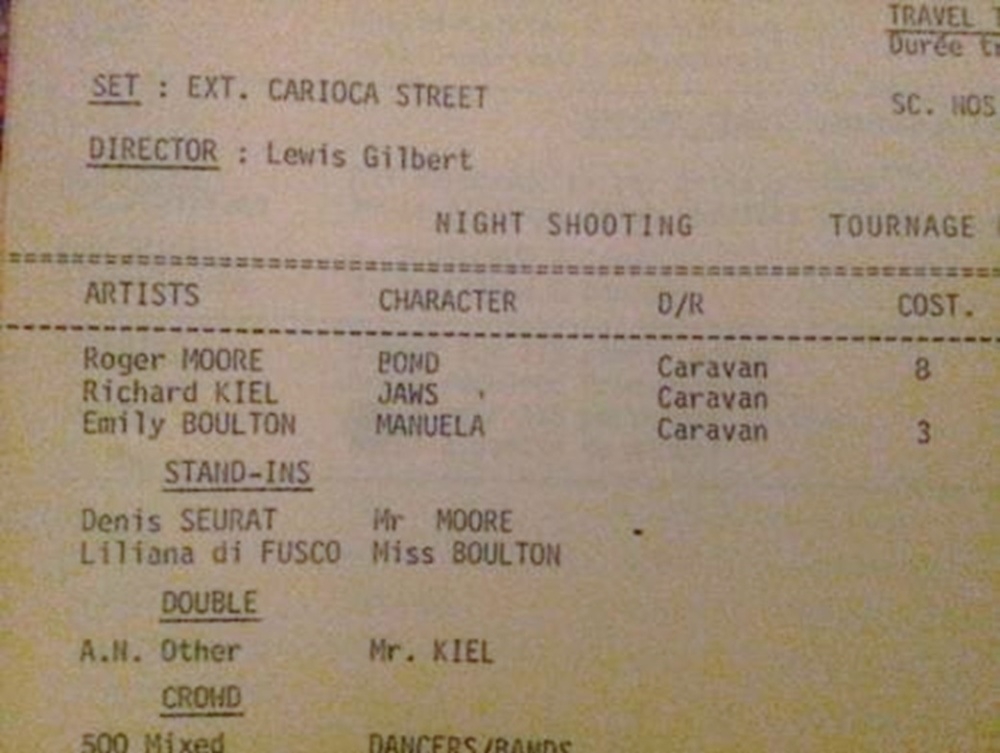 TRAVEL
Durée
SET : EXT. CARIOCA STREET
SC. NOS
DIRECTOR : Lewis Gilbert
NIGHT SHOOTING TOURNAGE
ARTISTS CHARACTER D/R COST.
Roger MOORE BOND Caravan 8
Richard KIEL JAWS Caravan
Emily BOULTON MANUELA Caravan 3
STAND-INS
Denis SEURAT Mr MOORE
Liliana di FUSCO Miss BOULTON
DOUBLE
A.N. Other Mr. KIEL
CROWD
500 Mixed DANCERS/BANDS